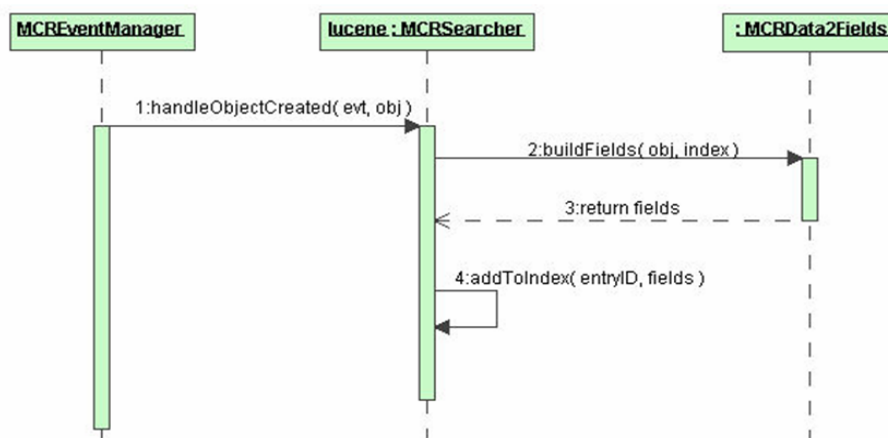 MCREventManager
lucene : MCRSearcher
: MCRData2Fields
1:handleObjectCreated( evt, obj )
2:buildFields( obj, index )
3:return fields
4:addToIndex( entryID, fields )